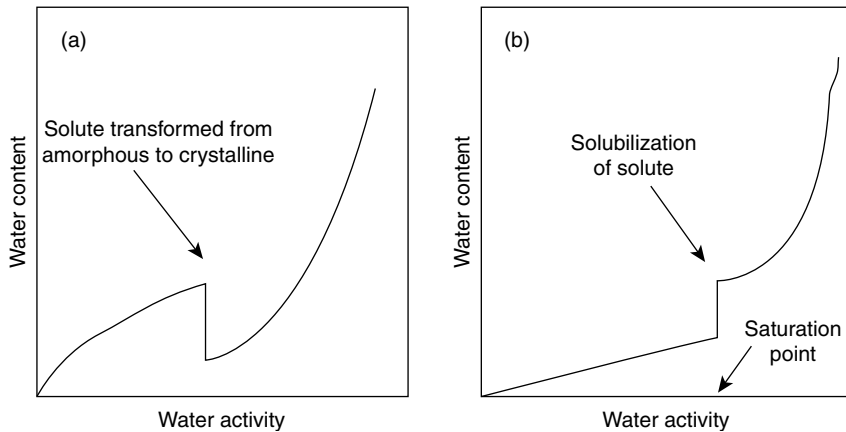 (a)
Solute transformed from
amorphous to crystalline
Water content
Water activity
(b)
Solubilization
of solute
Saturation
point
Water content
Water activity